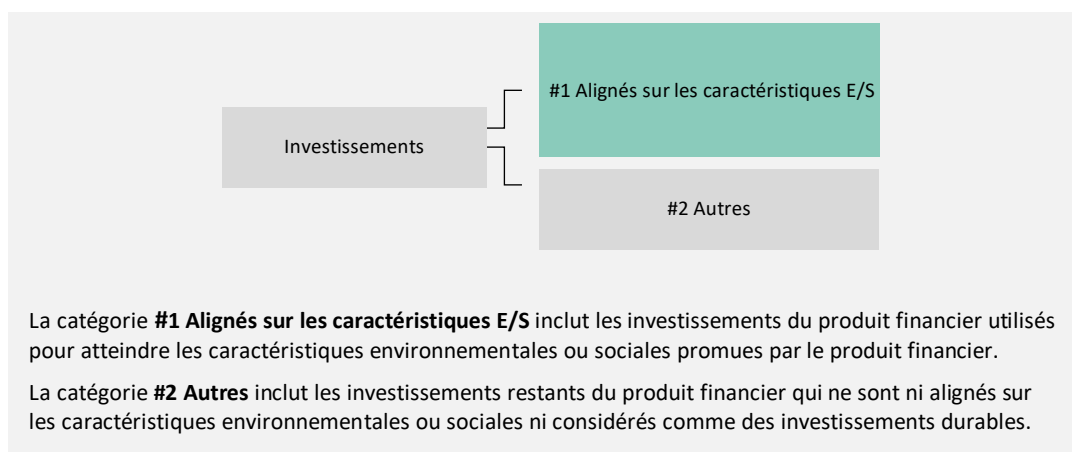 #1 Alignés sur les caractéristiques E/S
Investissements
#2 Autres
La catégorie #1 Alignés sur les caractéristiques E/S inclut les investissements du produit financier utilisés
pour atteindre les caractéristiques environnementales ou sociales promues par le produit financier.
La catégorie #2 Autres inclut les investissements restants du produit financier qui ne sont ni alignés sur
les caractéristiques environnementales ou sociales ni considérés comme des investissements durables.